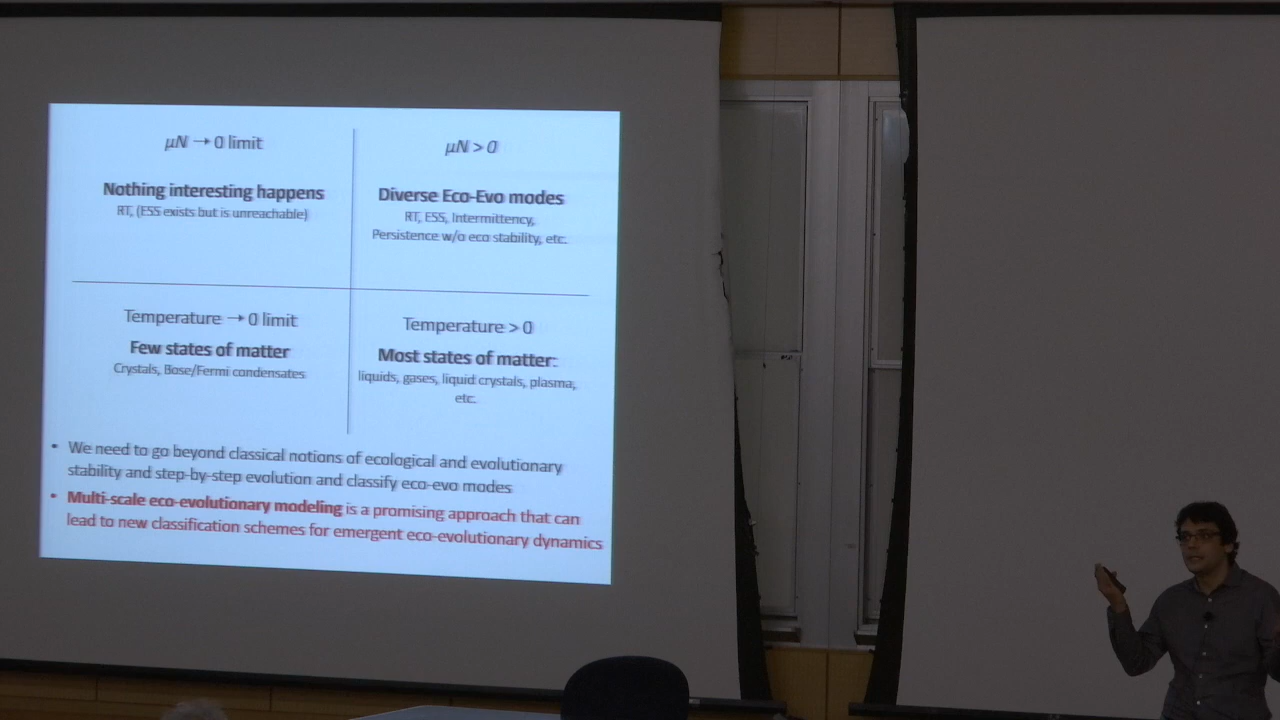 μN → 0 limit
Nothing interesting happens
RT, (ESS exists but is unreachable)
μN > 0
Diverse Eco-Evo modes
RT, ESS, Intermittency,
Persistence w/o eco stability, etc.
Temperature → 0 limit
Few states of matter
Crystals, Bose/Fermi condensates
Temperature > 0
Most states of matter:
liquids, gases, liquid crystals, plasma,
etc.
• We need to go beyond classical notions of ecological and evolutionary
stability and step-by-step evolution and classify eco-evo modes
• Multi-scale eco-evolutionary modeling is a promising approach that can
lead to new classification schemes for emergent eco-evolutionary dynamics